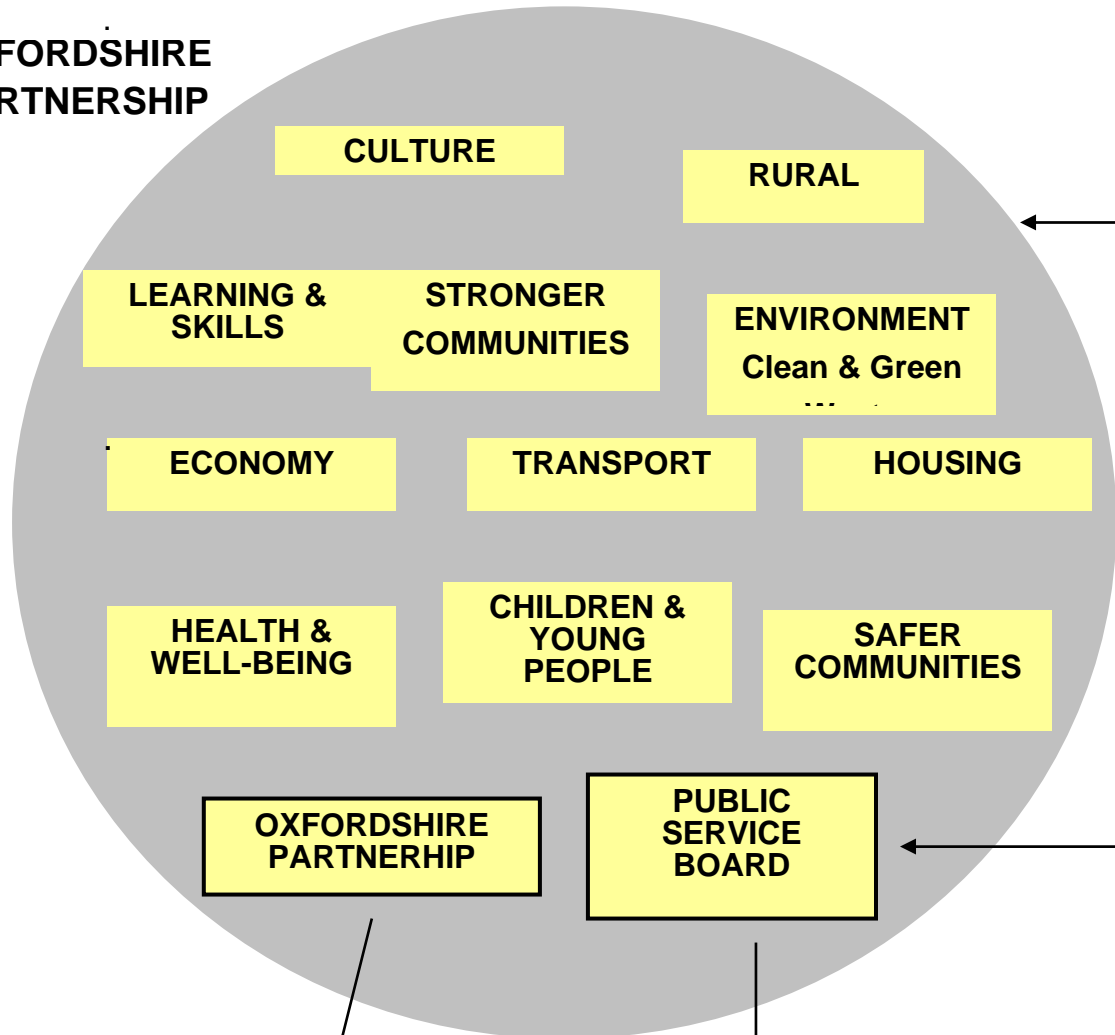 FORDSHIRE
RTNERSHIP
CULTURE
RURAL
LEARNING &
SKILLS
STRONGER
COMMUNITIES
ENVIRONMENT
Clean & Green
ECONOMY
TRANSPORT
HOUSING
HEALTH &
WELL-BEING
CHILDREN &
YOUNG
PEOPLE
SAFER
COMMUNITIES
OXFORDSHIRE
PARTNERHIP
PUBLIC
SERVICE
BOARD